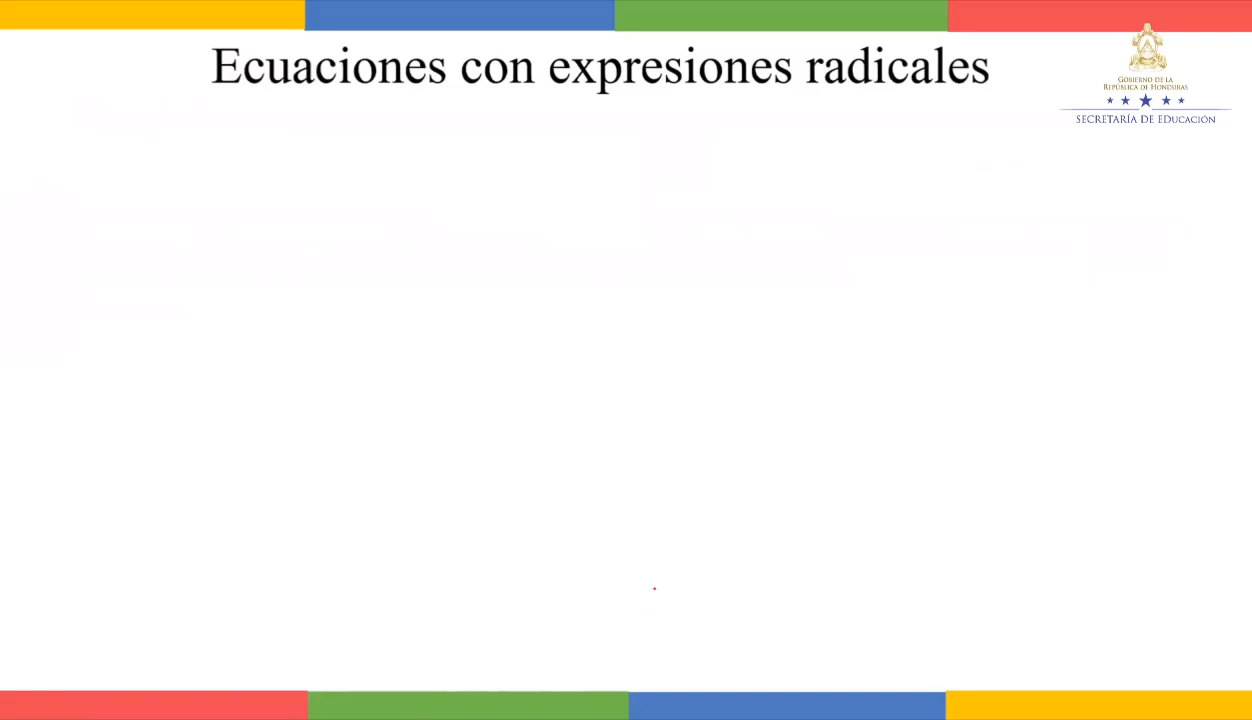 Ecuaciones con expresiones radicales
GOBIERNO DE LA
REPÚBLICA DE HONDURAS
SECRETARÍA DE EDUCACIÓN